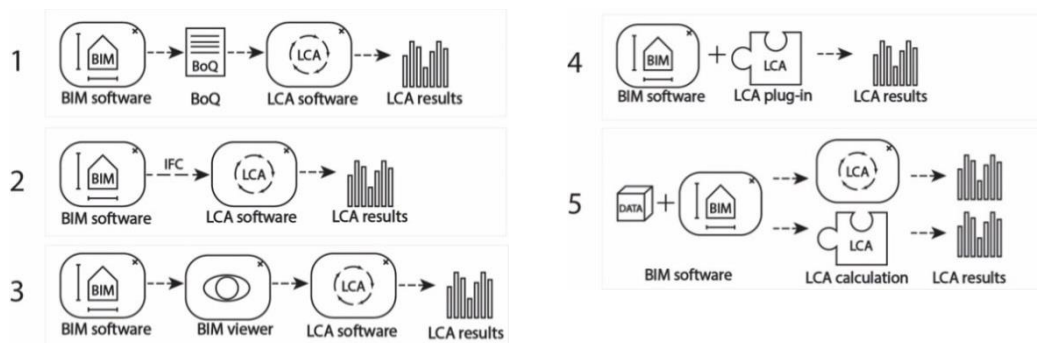 1
BIM
BoQ
LCA
BIM software
BoQ
LCA software
LCA results
2
BIM
IFC
LCA
BIM software
LCA software
LCA results
3
BIM
LCA
BIM software
BIM viewer
LCA software
LCA results
4
BIM
LCA
BIM software
LCA plug-in
LCA results
5
DATA
BIM
LCA
LCA
BIM software
LCA calculation
LCA results